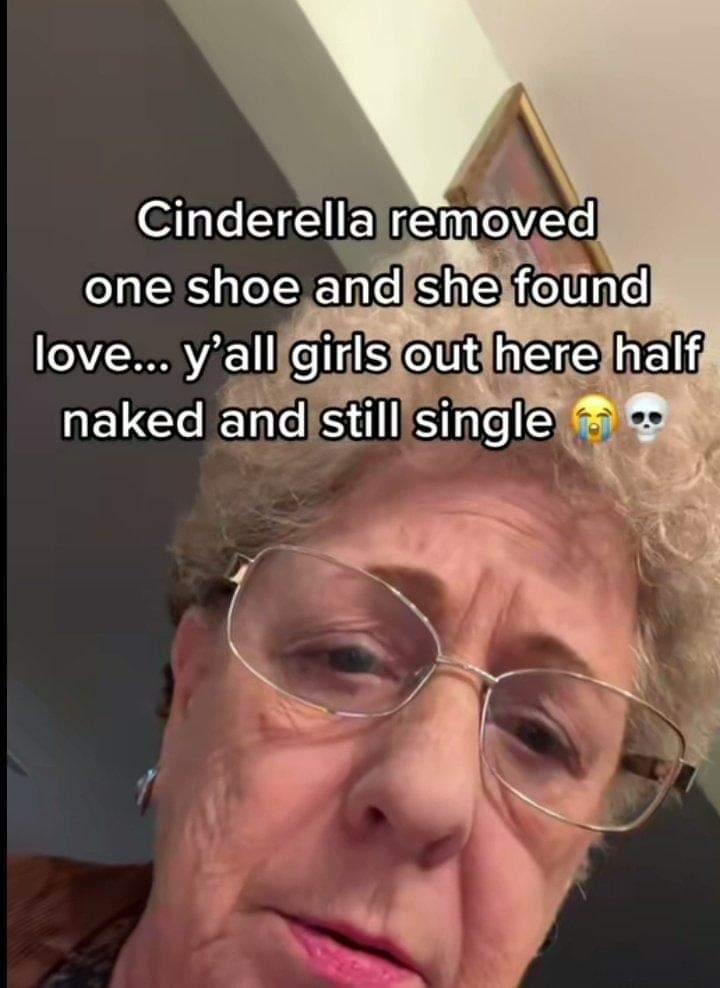 Cinderella removed
one shoe and she found
love... y'all girls out here half
naked and still single 😭💀